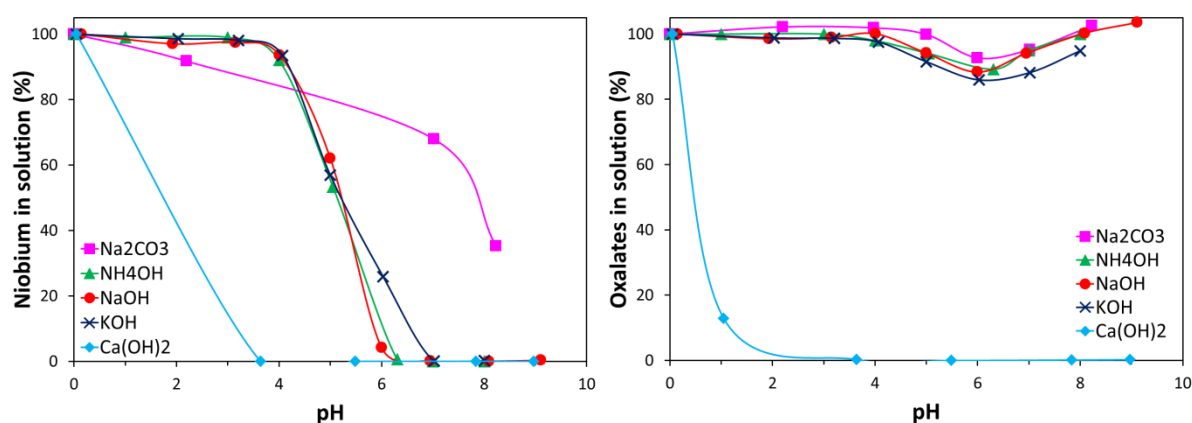 Niobium in solution (%)
100
80
60
40
20
0
Na2CO3
NH4OH
NaOH
KOH
Ca(OH)2
0 2 4 6 8 10
pH
Oxalates in solution (%)
100
80
60
40
20
0
Na2CO3
NH4OH
NaOH
KOH
Ca(OH)2
0 2 4 6 8 10
pH